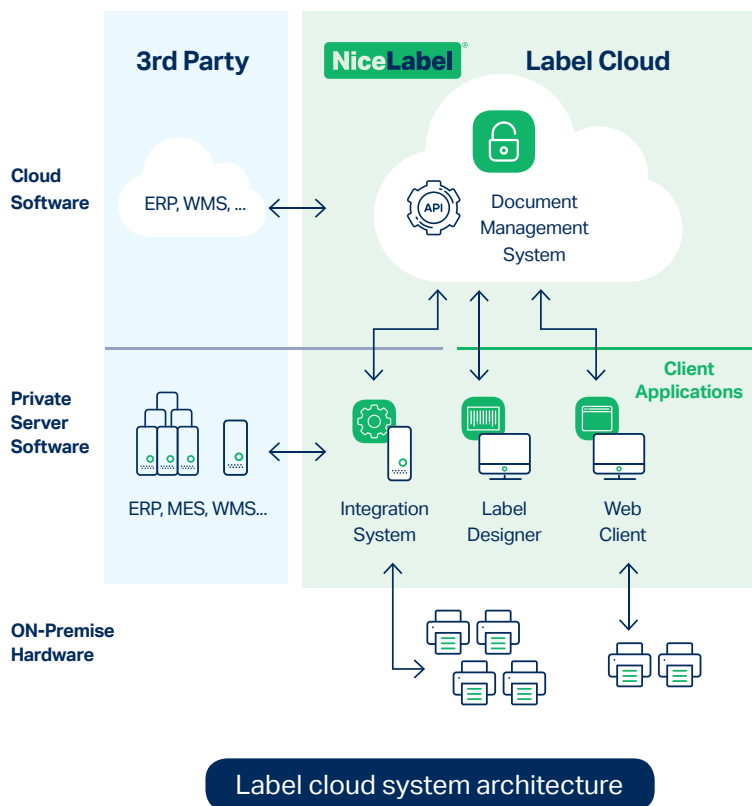 3rd Party
NiceLabel®
Label Cloud
Cloud
Software
ERP, WMS, ...
API
Document
Management
System
Client
Applications
Private
Server
Software
ERP, MES, WMS...
Integration
System
Label
Designer
Web
Client
ON-Premise
Hardware
Label cloud system architecture